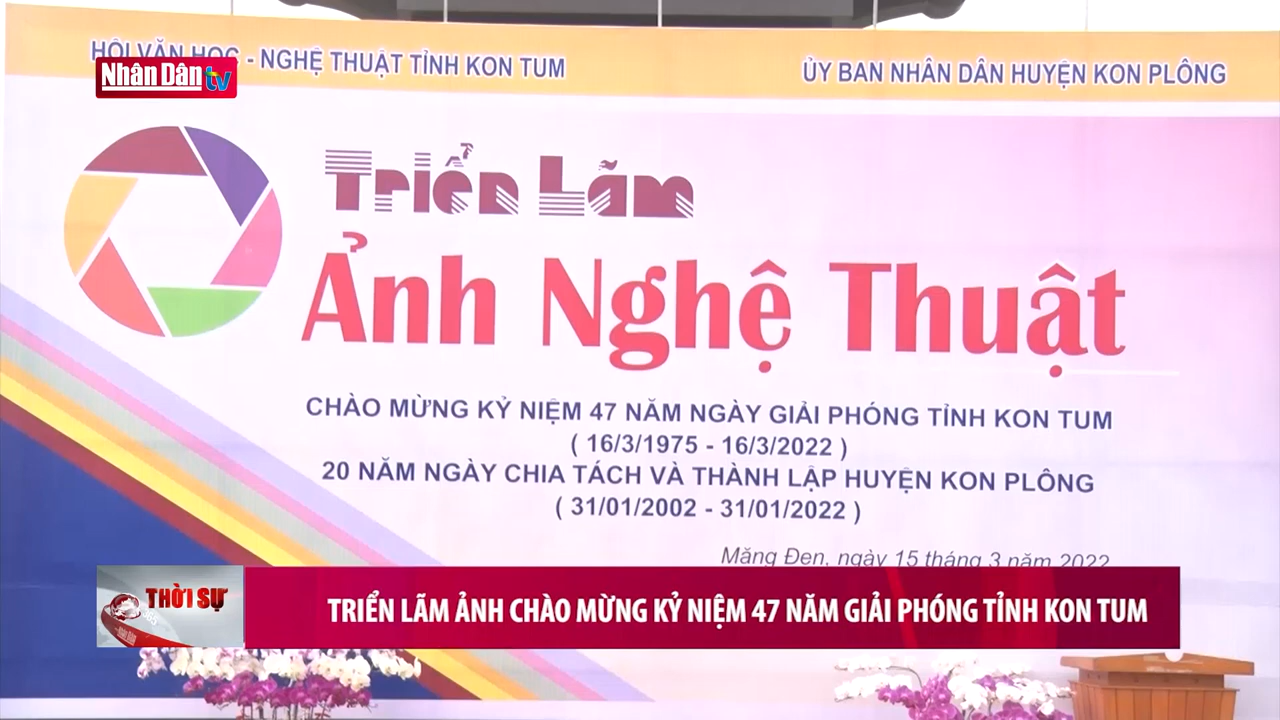 HỘI VĂN HỌC - NGHỆ THUẬT TỈNH KON TUM
ỦY BAN NHÂN DÂN HUYỆN KON PLÔNG
Nhân Dân tv
Triển Lãm
Ảnh Nghệ Thuật
CHÀO MỪNG KỶ NIỆM 47 NĂM NGÀY GIẢI PHÓNG TỈNH KON TUM
( 16/3/1975 - 16/3/2022 )
20 NĂM NGÀY CHIA TÁCH VÀ THÀNH LẬP HUYỆN KON PLÔNG
( 31/01/2002 - 31/01/2022 )
Măng Đen, ngày 15 tháng 3 năm 2022
THỜI SỰ
TRIỂN LÃM ẢNH CHÀO MỪNG KỶ NIỆM 47 NĂM GIẢI PHÓNG TỈNH KON TUM